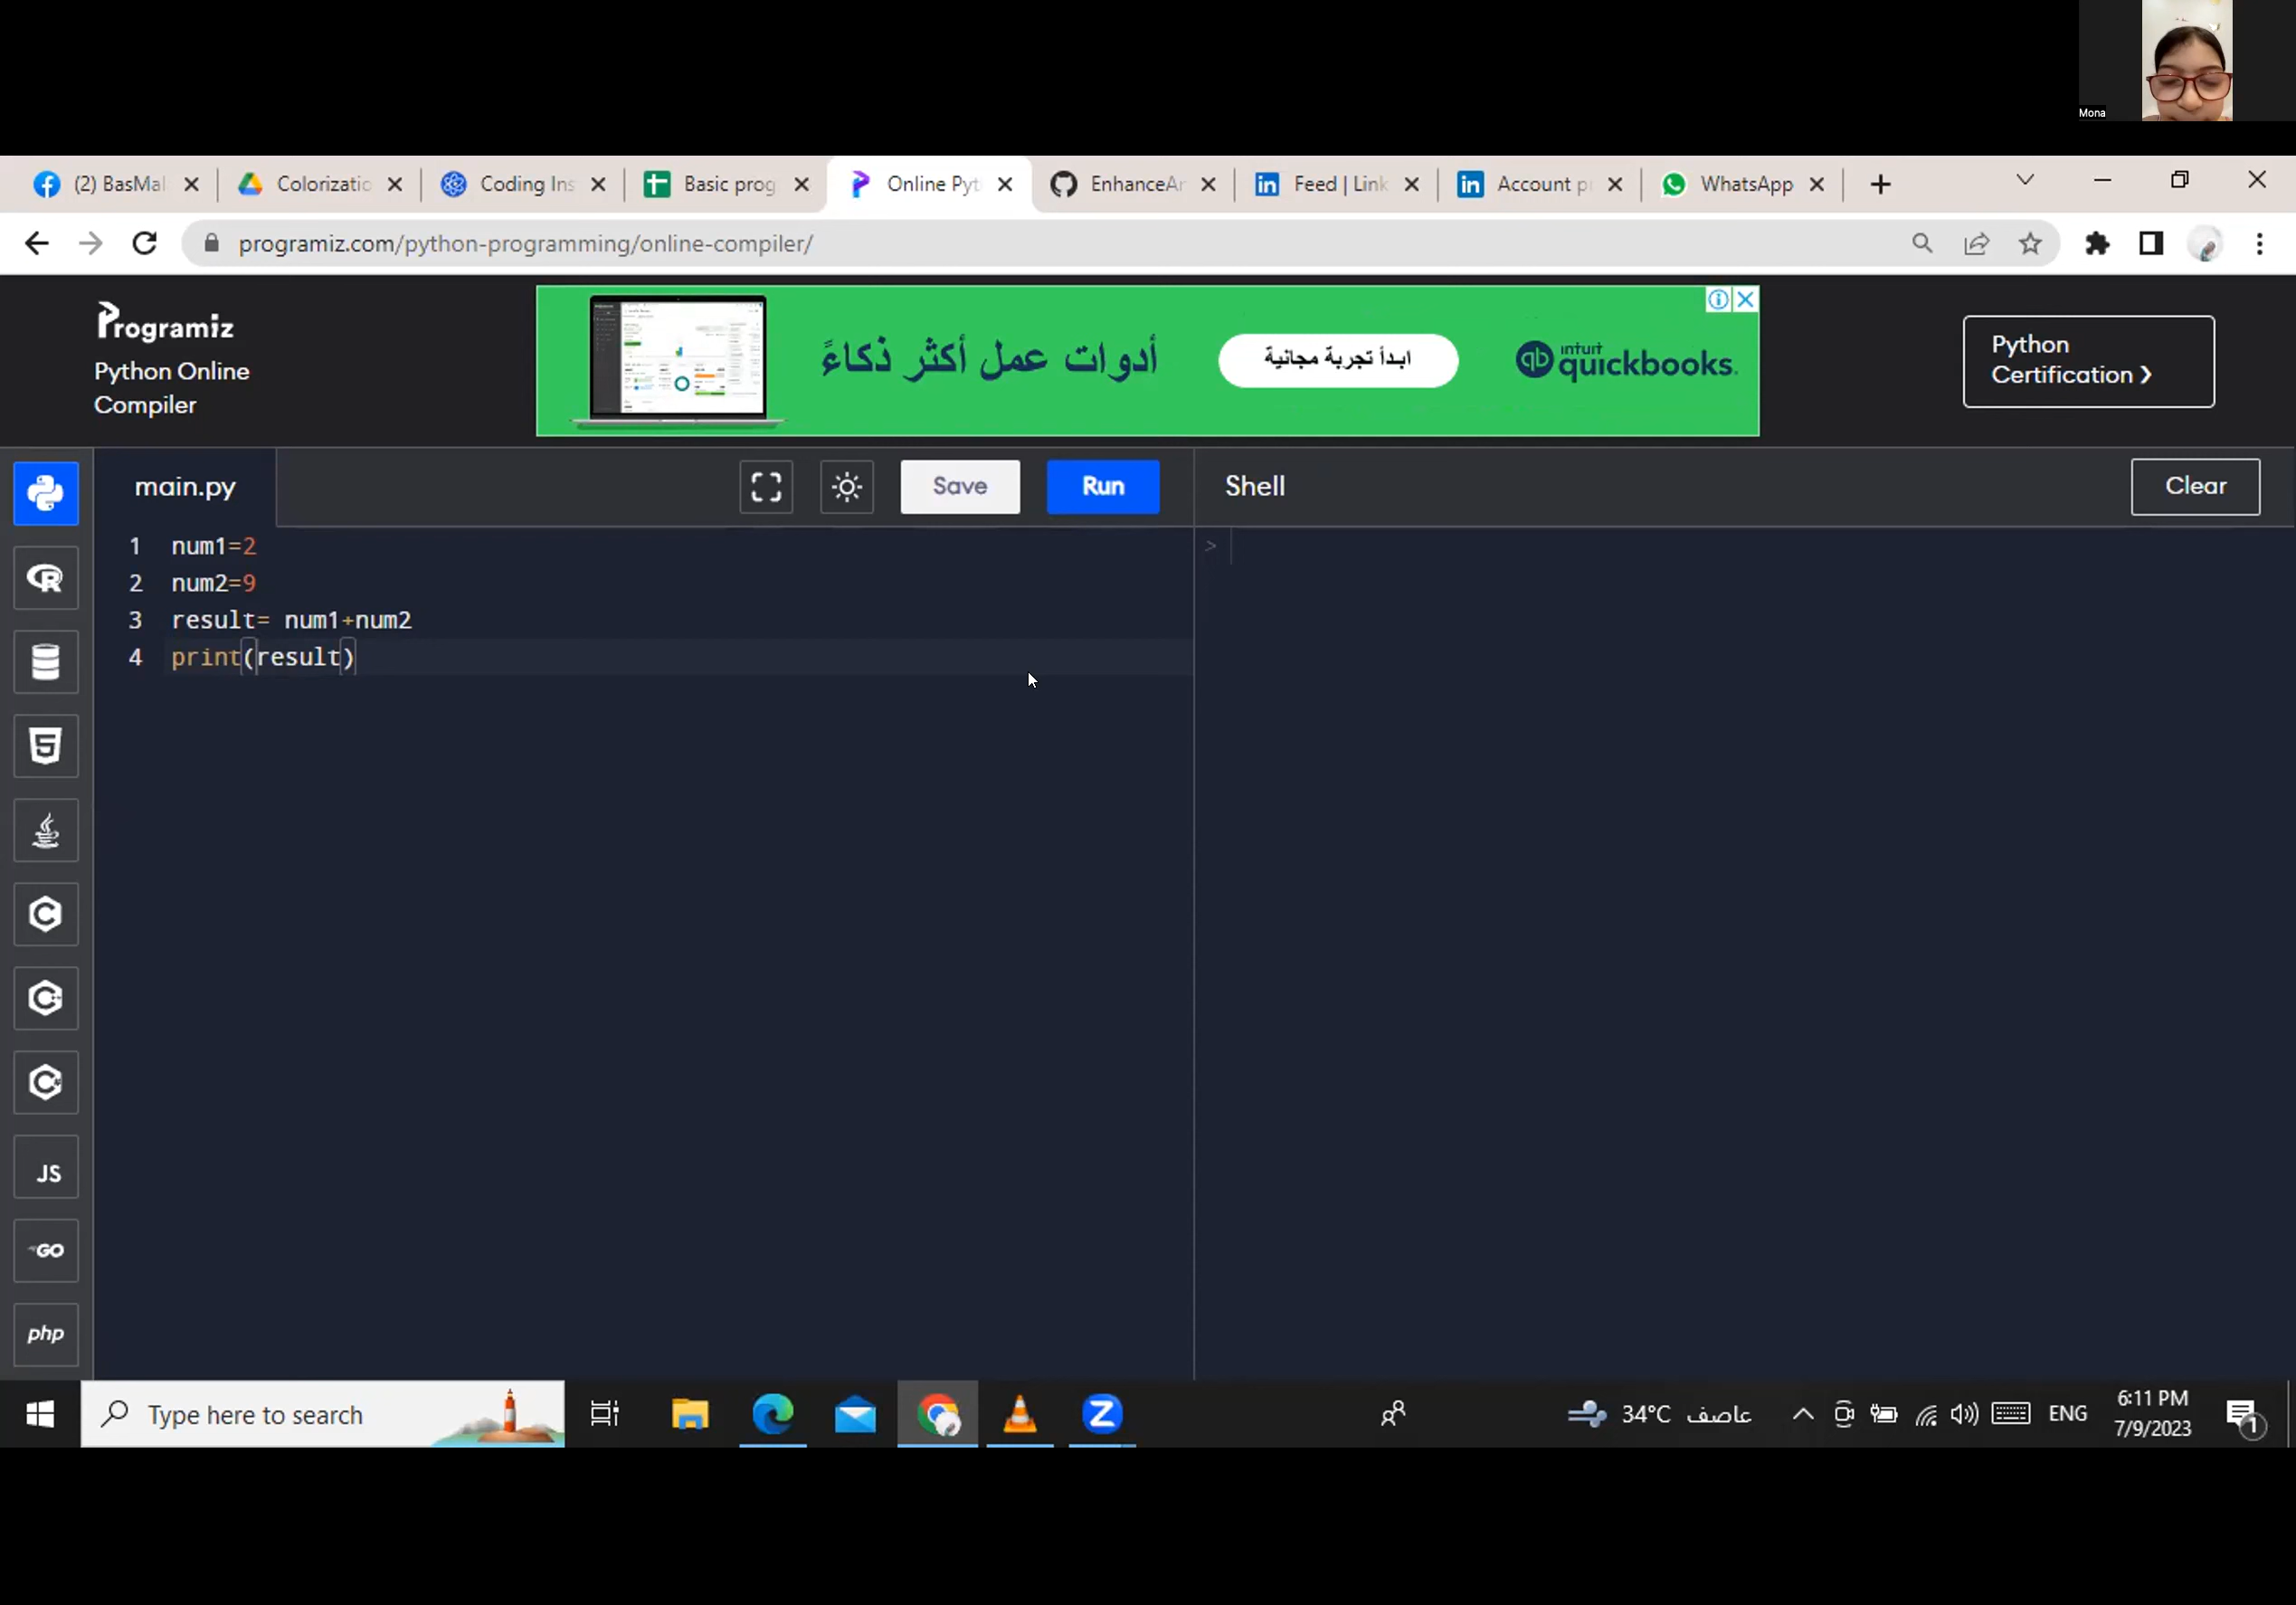 Mona
(2) BasMal
Colorizatio
Coding Ins
Basic prog
Online Pyt
EnhanceAr
Feed | Link
Account p
WhatsApp
programiz.com/python-programming/online-compiler/
Programiz
Python Online
Compiler
أدوات عمل أكثر ذكاءً
ابدأ تجربة مجانية
intuit
quickbooks.
Python
Certification ❯
main.py
Save
Run
Shell
Clear
1 num1=2
2 num2=9
3 result= num1+num2
4 print(result)
>
JS
GO
php
Type here to search
34°C عاصف
ENG
6:11 PM
7/9/2023
1